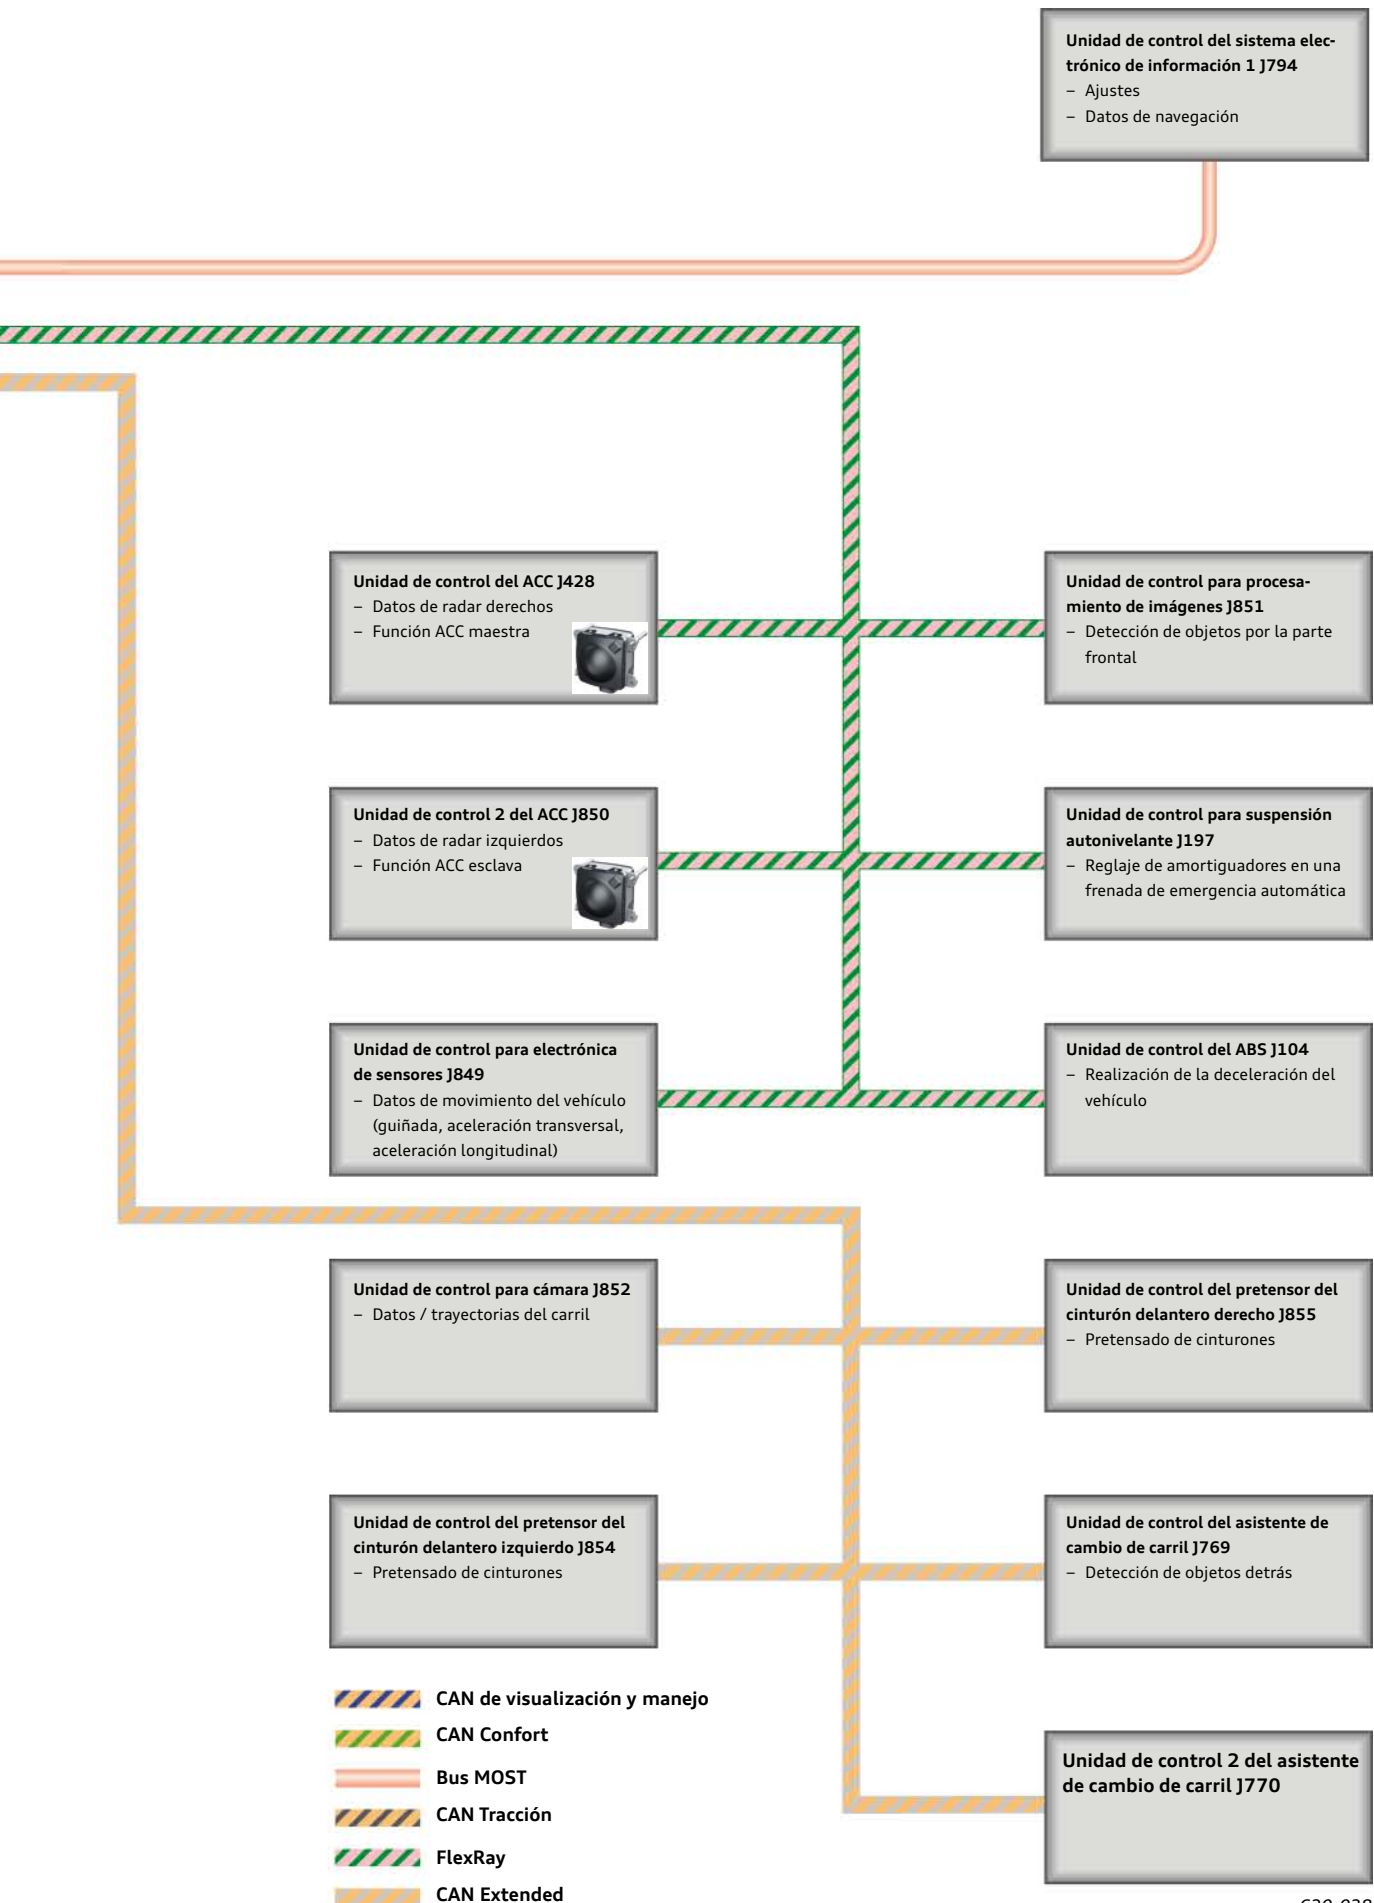 Unidad de control del sistema elec-
trónico de información 1 J794
– Ajustes
– Datos de navegación
Unidad de control del ACC J428
– Datos de radar derechos
– Función ACC maestra
Unidad de control para procesa-
miento de imágenes J851
– Detección de objetos por la parte
frontal
Unidad de control 2 del ACC J850
– Datos de radar izquierdos
– Función ACC esclava
Unidad de control para suspensión
autonivelante J197
– Reglaje de amortiguadores en una
frenada de emergencia automática
Unidad de control para electrónica
de sensores J849
– Datos de movimiento del vehículo
(guiñada, aceleración transversal,
aceleración longitudinal)
Unidad de control del ABS J104
– Realización de la deceleración del
vehículo
Unidad de control para cámara J852
– Datos / trayectorias del carril
Unidad de control del pretensor del
cinturón delantero derecho J855
– Pretensado de cinturones
Unidad de control del pretensor del
cinturón delantero izquierdo J854
– Pretensado de cinturones
Unidad de control del asistente de
cambio de carril J769
– Detección de objetos detrás
Unidad de control 2 del asistente
de cambio de carril J770
CAN de visualización y manejo
CAN Confort
Bus MOST
CAN Tracción
FlexRay
CAN Extended